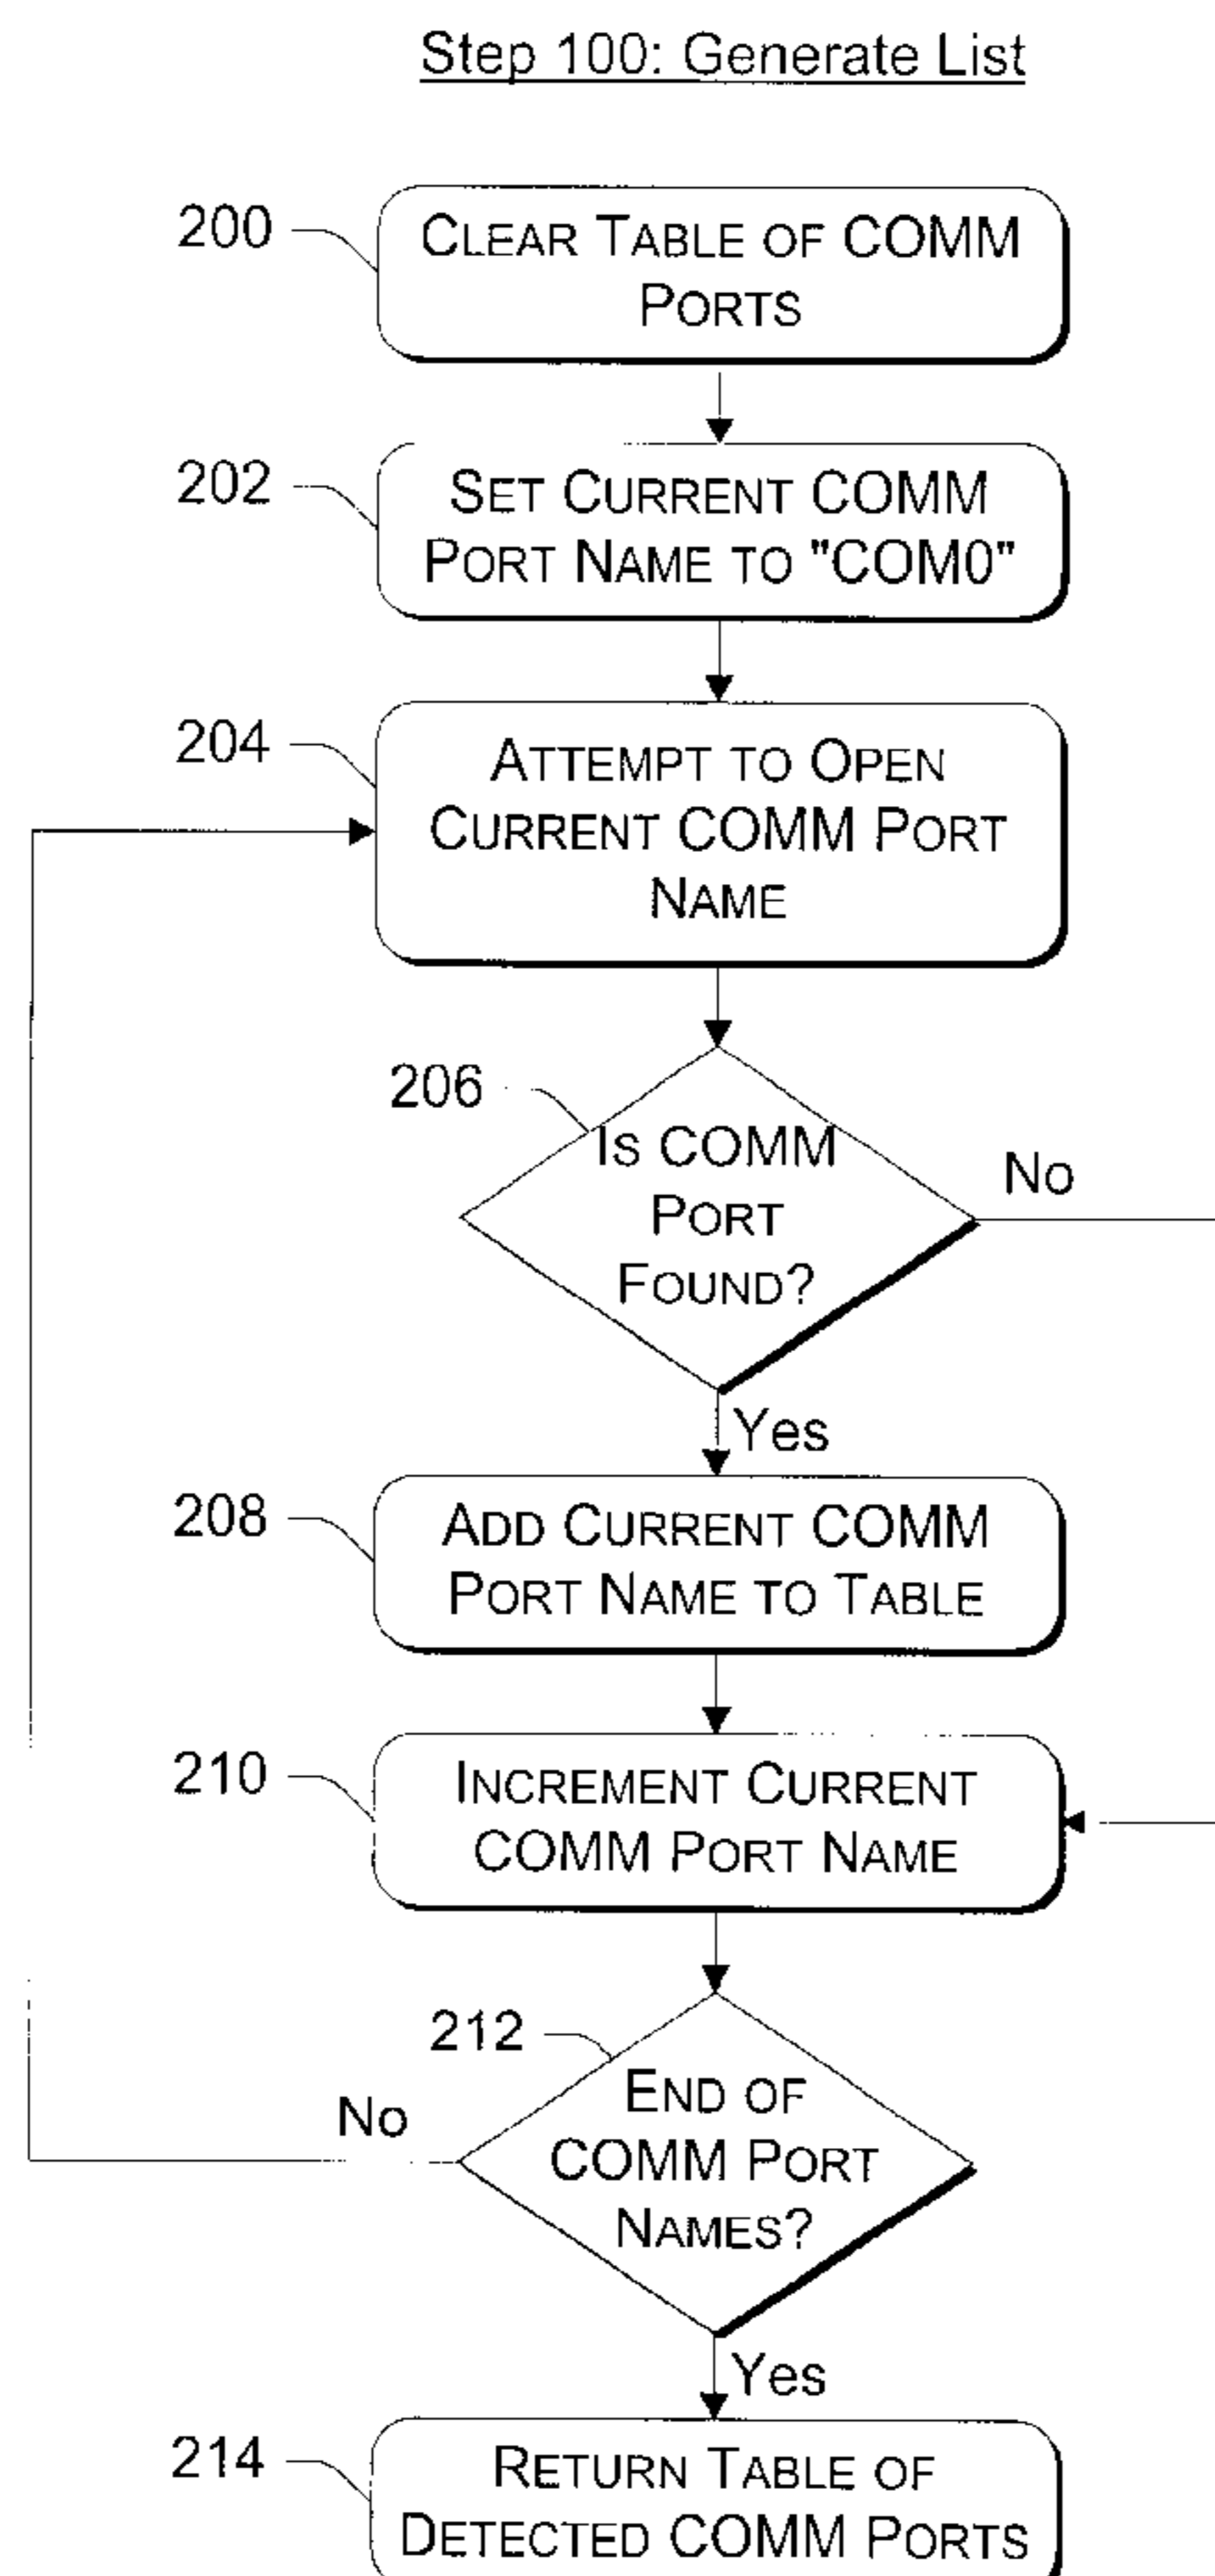 Step 100: Generate List
200
CLEAR TABLE OF COMM
PORTS
202
SET CURRENT COMM
PORT NAME TO "COM0"
204
ATTEMPT TO OPEN
CURRENT COMM PORT
NAME
206
IS COMM
PORT
FOUND?
No
Yes
208
ADD CURRENT COMM
PORT NAME TO TABLE
210
INCREMENT CURRENT
COMM PORT NAME
212
END OF
COMM PORT
NAMES?
No
Yes
214
RETURN TABLE OF
DETECTED COMM PORTS